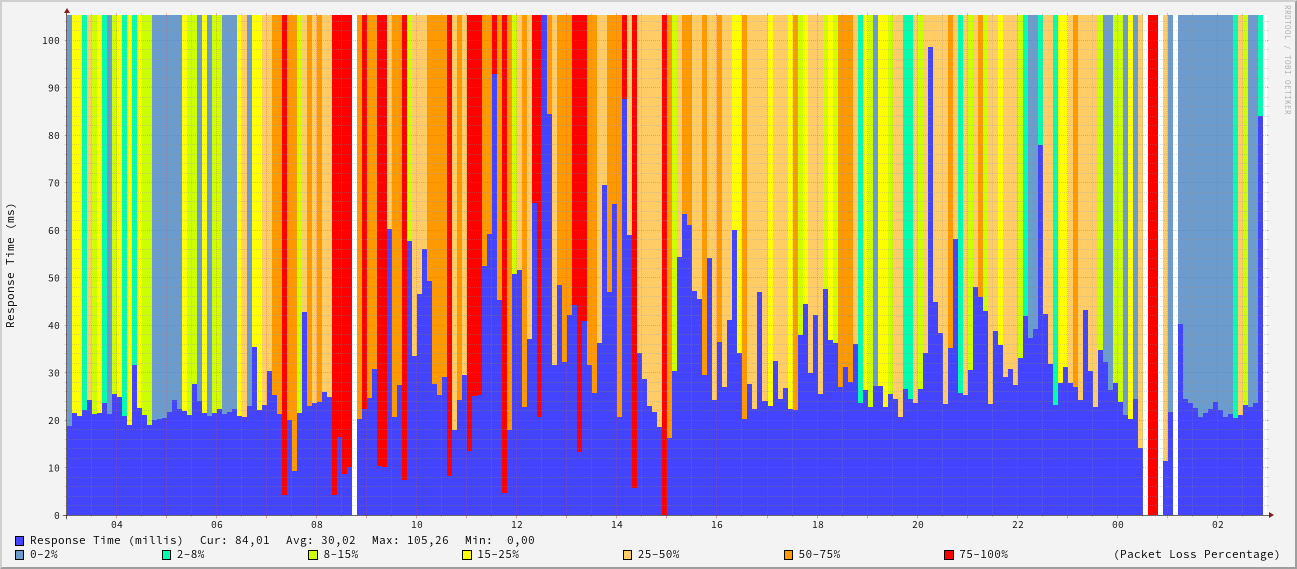 RRDTOOL / TOBI OETIKER
Response Time (ms)
100
90
80
70
60
50
40
30
20
10
0
04 06 08 10 12 14 16 18 20 22 00 02
Response Time (millis) Cur: 84,01 Avg: 30,02 Max: 105,26 Min: 0,00
0-2% 2-8% 8-15% 15-25% 25-50% 50-75% 75-100% (Packet Loss Percentage)